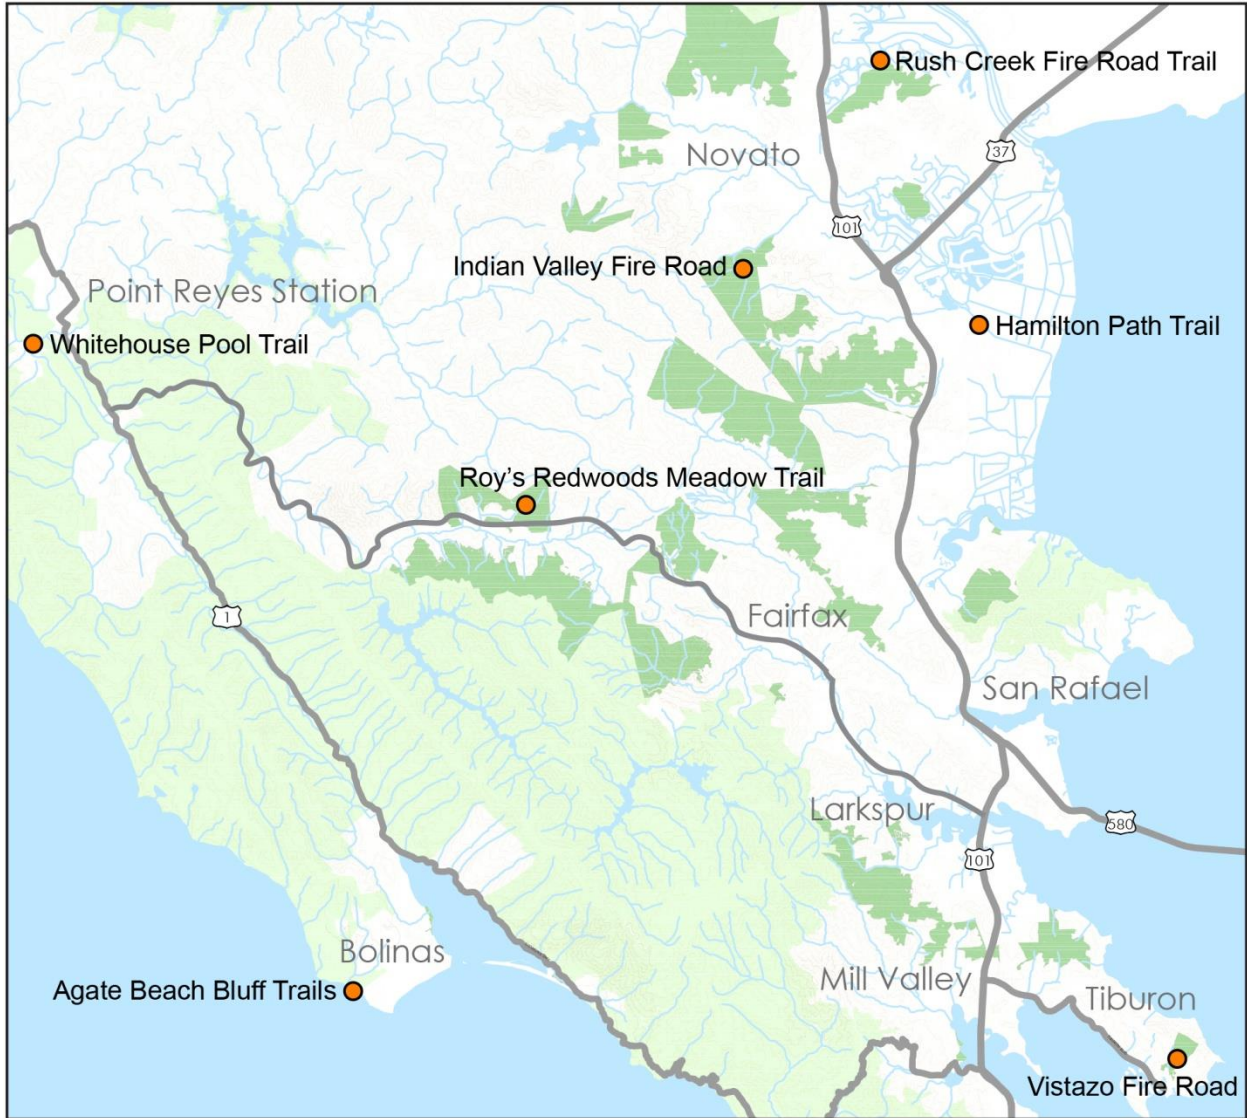 Rush Creek Fire Road Trail
37
Novato
101
Indian Valley Fire Road
Point Reyes Station
Hamilton Path Trail
Whitehouse Pool Trail
Roy’s Redwoods Meadow Trail
1
Fairfax
San Rafael
Larkspur
580
101
Bolinas
Mill Valley
Agate Beach Bluff Trails
Tiburon
Vistazo Fire Road